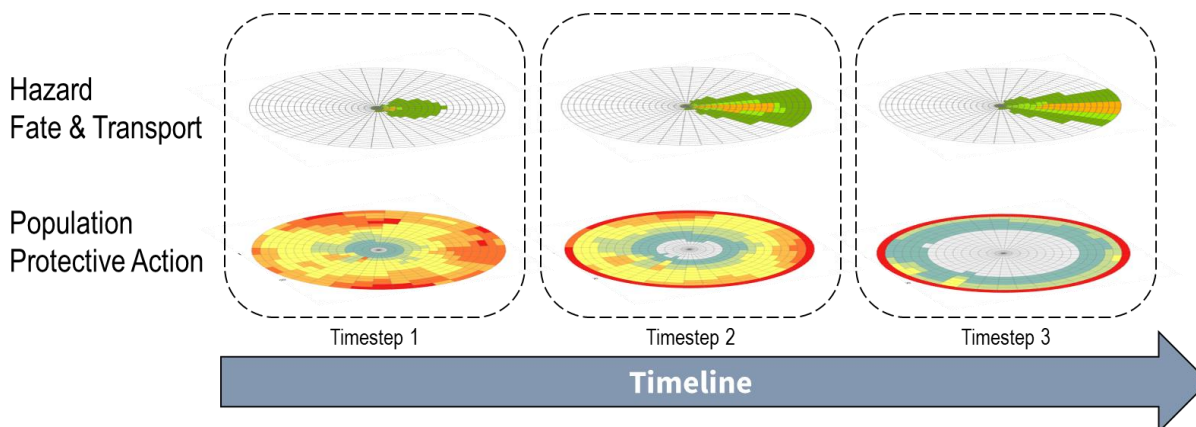 Hazard
Fate & Transport
Population
Protective Action
Timestep 1
Timestep 2
Timestep 3
Timeline